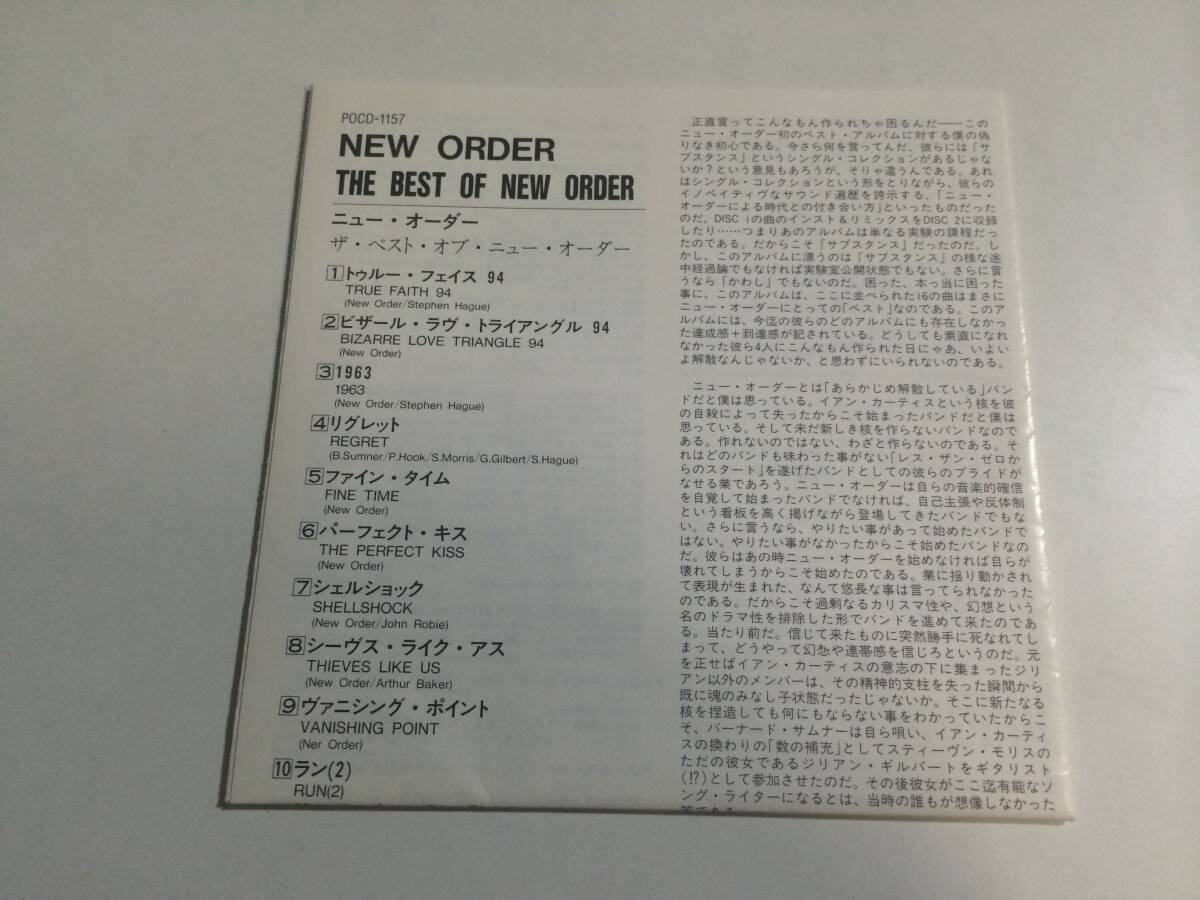 POCD-1157
NEW ORDER
THE BEST OF NEW ORDER
ニュー・オーダー
ザ・ベスト・オブ・ニュー・オーダー
1トゥルー・フェイス 94
TRUE FAITH 94
(New Order/Stephen Hague)
2ビザール・ラヴ・トライアングル 94
BIZARRE LOVE TRIANGLE 94
(New Order)
3 1963
1963
(New Order/Stephen Hague)
4リグレット
REGRET
(B.Sumner/P.Hook/S.Morris/G.Gilbert/S.Hague)
5ファイン・タイム
FINE TIME
(New Order)
6パーフェクト・キス
THE PERFECT KISS
(New Order)
7シェルショック
SHELLSHOCK
(New Order/John Robie)
8シーヴス・ライク・アス
THIEVES LIKE US
(New Order/Arthur Baker)
9ヴァニシング・ポイント
VANISHING POINT
(Ner Order)
10ラン(2)
RUN(2)
正直言ってこんなもん作られちゃ困るんだ――この
ニュー・オーダー初のベスト・アルバムに対する僕の偽
りなき初心である。今さら何を言ってんだ、彼らには「サ
ブスタンス」というシングル・コレクションがあるじゃな
いか？という意見もあろうが、そりゃ違うんである。あれ
はシングル・コレクションという形をとりながら、彼らの
イノベイティヴなサウンド遍歴を誇示する、「ニュー・
オーダーによる時代との付き合い方」といったものだった
のだ。DISC 1の曲のインスト&リミックスをDISC 2に収録
したり……つまりあのアルバムは単なる実験の課程だっ
たのである。だからこそ「サブスタンス」だったのだ。し
かし、このアルバムに漂うのは「サブスタンス」の様な途
中経過論でもなければ実験室公開状態でもない。さらに言
うなら「かわし」でもないのだ。困った、本っ当に困った
事に、このアルバムは、ここに並べられた16の曲はまさに
ニュー・オーダーにとっての「ベスト」なのである。このア
ルバムには、今迄の彼らのどのアルバムにも存在しなかっ
た達成感+到達感が記されている。どうしても素直になれ
なかった彼ら4人にこんなもん作られた日にゃあ、いよい
よ解散なんじゃないか、と思わずにいられないのである。
ニュー・オーダーとは「あらかじめ解散している」バン
ドだと僕は思っている。イアン・カーティスという核を彼
の自殺によって失ったからこそ始まったバンドだと僕は
思っている。そして未だ新しき核を作らないバンドなので
ある。作れないのではない、わざと作らないのである。そ
れはどのバンドも味わった事がない「レス・ザン・ゼロか
らのスタート」を遂げたバンドとしての彼らのプライドが
なせる業であろう。ニュー・オーダーは自らの音楽的確信
を自覚して始まったバンドでなければ、自己主張や反体制
という看板を高く掲げながら登場してきたバンドでもな
い。さらに言うなら、やりたい事があって始めたバンドで
はない。やりたい事がなかったからこそ始めたバンドなの
だ。彼らはあの時ニュー・オーダーを始めなければ自らが
壊れてしまうからこそ始めたのである。業に揺り動かされ
て表現が生まれた、なんて悠長な事は言ってられなかった
のである。だからこそ過剰なるカリスマ性や、幻想という
名のドラマ性を排除した形でバンドを進めて来たのであ
る。当たり前だ。信じて来たものに突然勝手に死なれてし
まって、どうやって幻想や連帯感を信じろというのだ。元
を正せばイアン・カーティスの意志の下に集まったジリ
アン以外のメンバーは、その精神的支柱を失った瞬間から
既に魂のみなし子状態だったじゃないか。そこに新たなる
核を捏造しても何にもならない事をわかっていたからこ
そ、バーナード・サムナーは自ら唄い、イアン・カーティ
スの換わりの「数の補充」としてスティーヴン・モリスの
ただの彼女であるジリアン・ギルバートをギタリスト
(!?)として参加させたのだ。その後彼女がここ迄有能なソ
ング・ライターになるとは、当時の誰もが想像しなかった